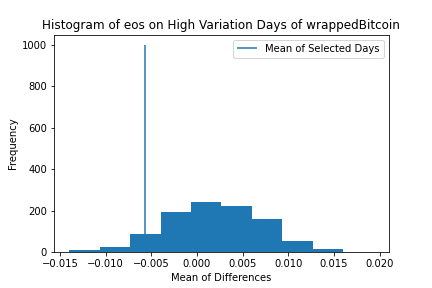 Histogram of eos on High Variation Days of wrappedBitcoin
Mean of Selected Days
Frequency
1000
800
600
400
200
0
−0.015 −0.010 −0.005 0.000 0.005 0.010 0.015 0.020
Mean of Differences